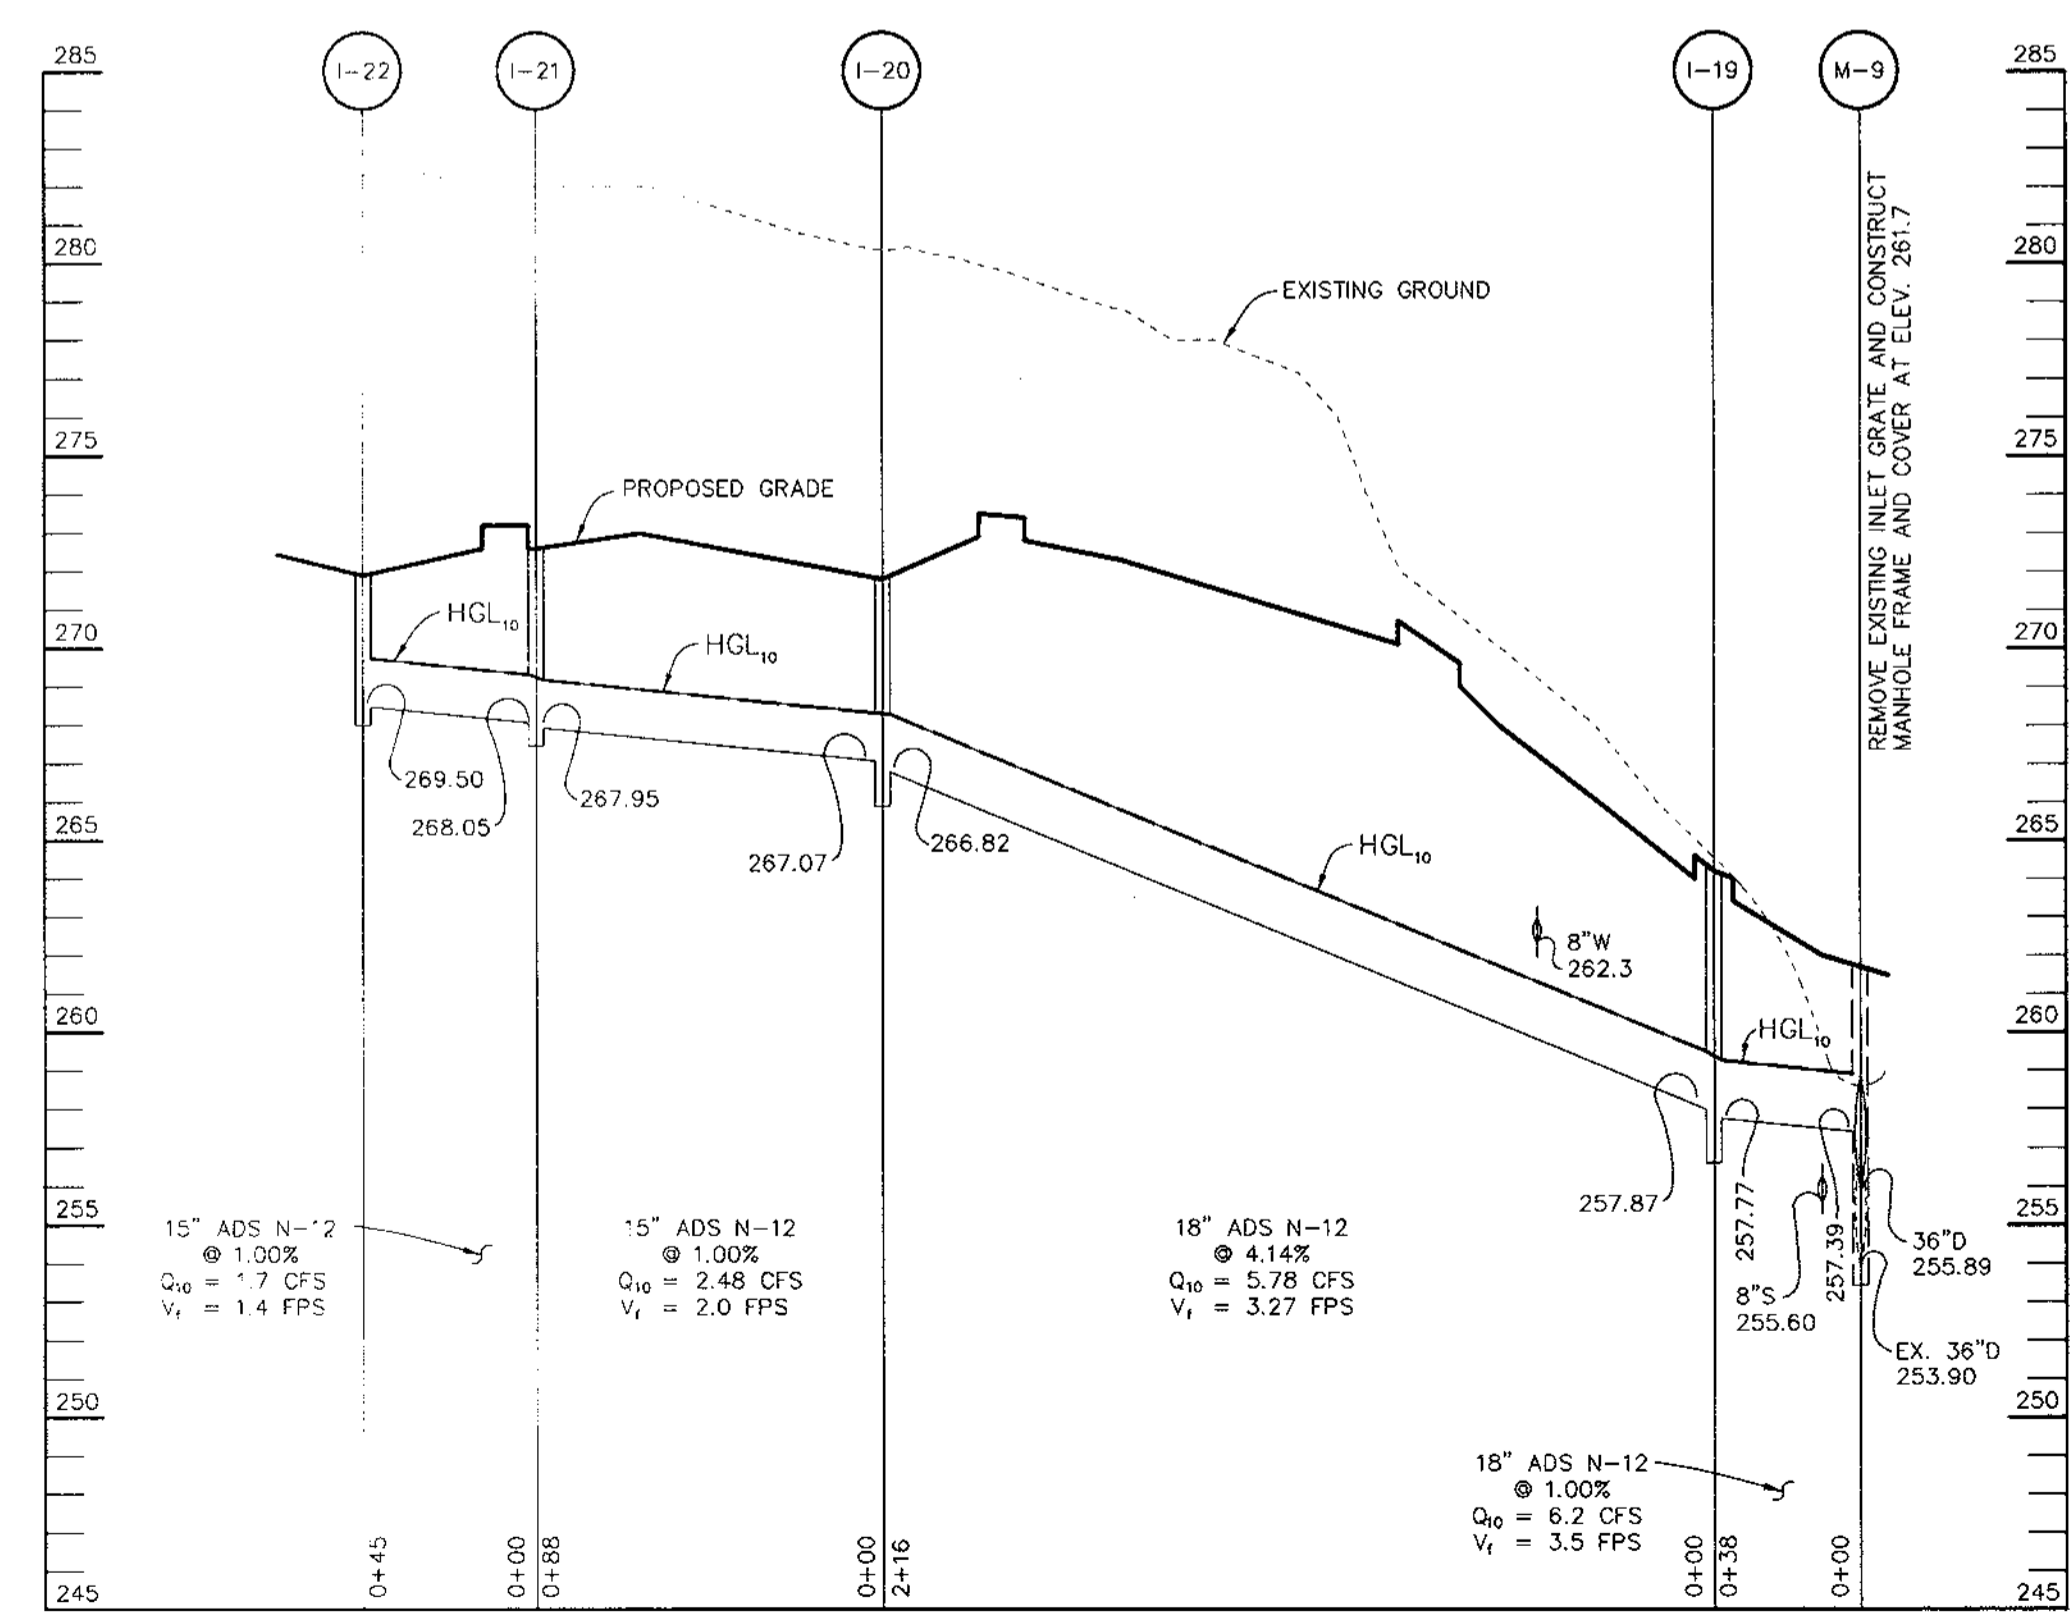 I-22
I-21
I-20
I-19
M-9
285
285
280
280
275
275
270
270
265
265
260
260
255
255
250
250
245
245
REMOVE EXISTING INLET GRATE AND CONSTRUCT
MANHOLE FRAME AND COVER AT ELEV. 261.7
EXISTING GROUND
PROPOSED GRADE
HGL₁₀
HGL₁₀
HGL₁₀
HGL₁₀
269.50
268.05
267.95
267.07
266.82
8"W
262.3
257.87
257.77
257.39
8"S
255.60
36"D
255.89
EX. 36"D
253.90
15" ADS N-12
@ 1.00%
Q₁₀ = 1.7 CFS
Vf = 1.4 FPS
15" ADS N-12
@ 1.00%
Q₁₀ = 2.48 CFS
Vf = 2.0 FPS
18" ADS N-12
@ 4.14%
Q₁₀ = 5.78 CFS
Vf = 3.27 FPS
18" ADS N-12
@ 1.00%
Q₁₀ = 6.2 CFS
Vf = 3.5 FPS
0+45
0+00
0+88
0+00
2+16
0+00
0+38
0+00